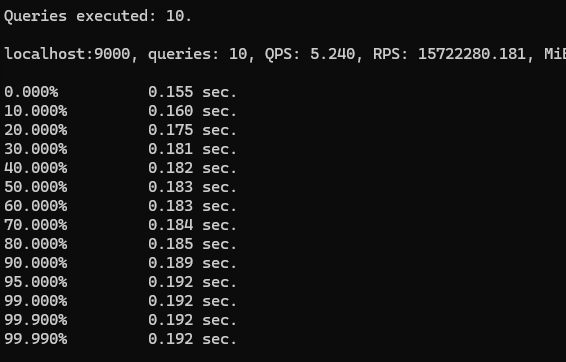 Queries executed: 10.
localhost:9000, queries: 10, QPS: 5.240, RPS: 15722280.181, MiB
0.000% 0.155 sec.
10.000% 0.160 sec.
20.000% 0.175 sec.
30.000% 0.181 sec.
40.000% 0.182 sec.
50.000% 0.183 sec.
60.000% 0.183 sec.
70.000% 0.184 sec.
80.000% 0.185 sec.
90.000% 0.189 sec.
95.000% 0.192 sec.
99.000% 0.192 sec.
99.900% 0.192 sec.
99.990% 0.192 sec.